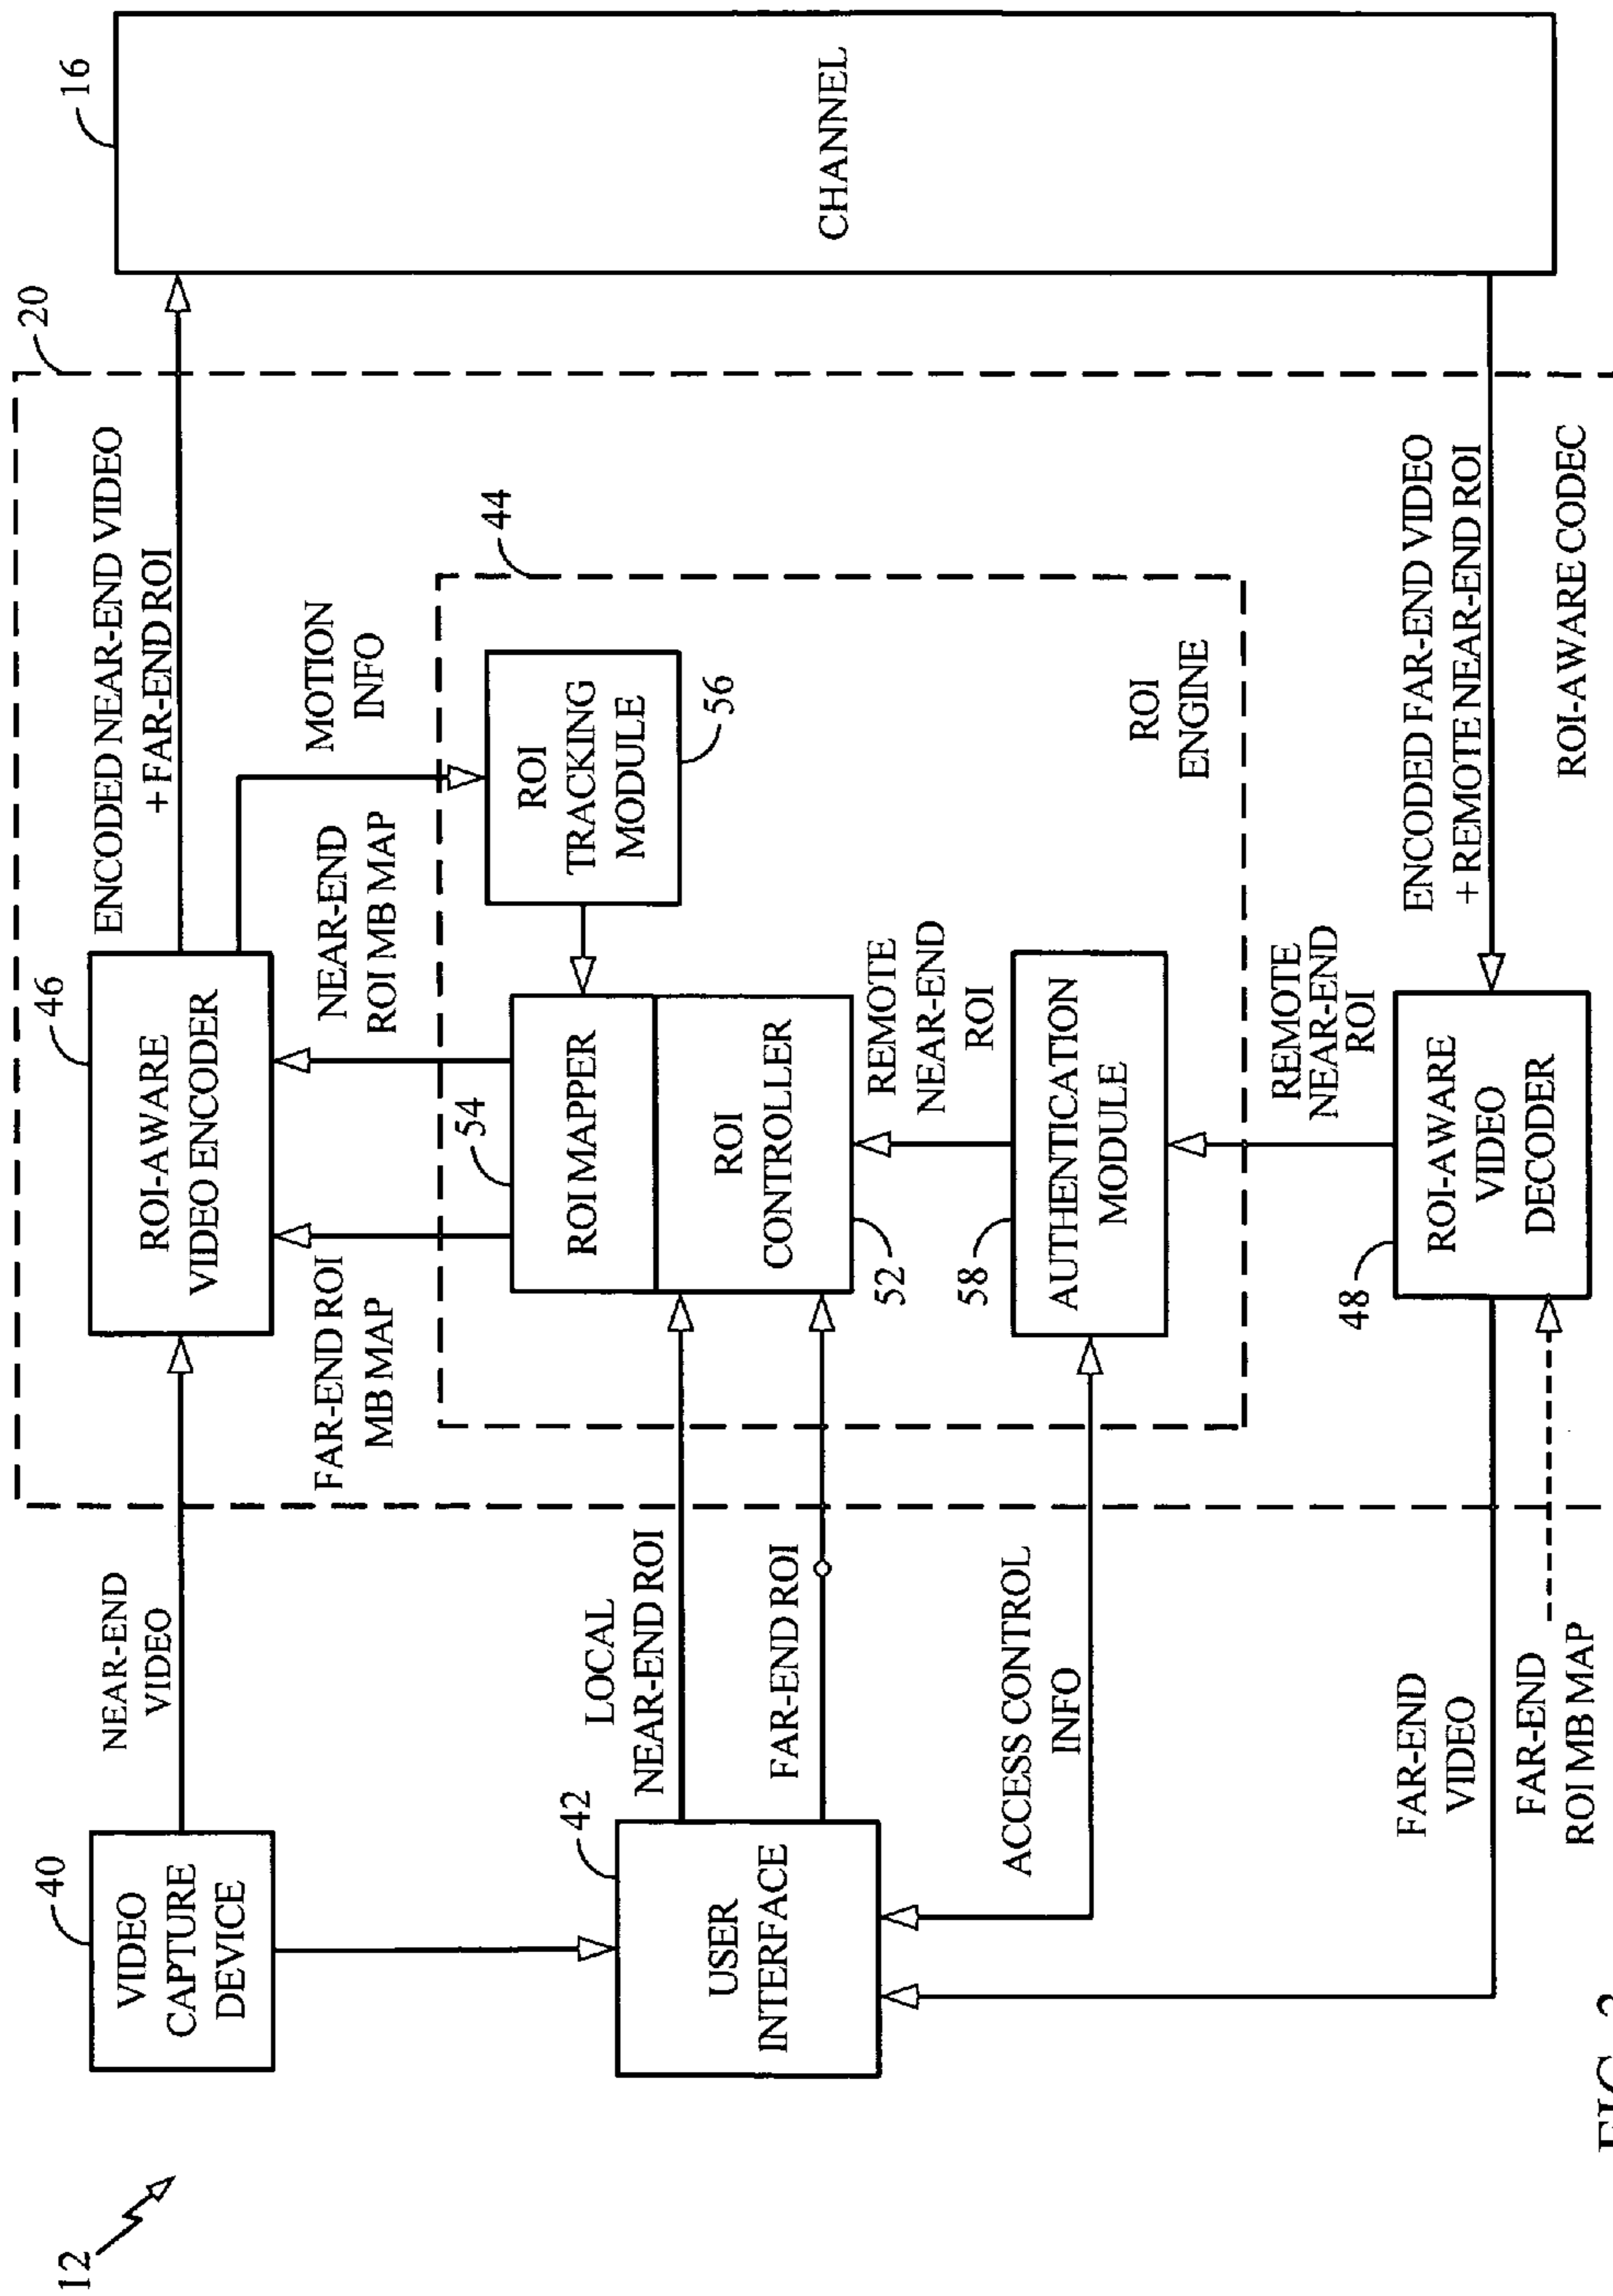 12
40
VIDEO
CAPTURE
DEVICE
NEAR-END
VIDEO
46
ROI-AWARE
VIDEO ENCODER
ENCODED NEAR-END VIDEO
+ FAR-END ROI
20
16
CHANNEL
FAR-END ROI
MB MAP
NEAR-END
ROI MB MAP
MOTION
INFO
44
42
USER
INTERFACE
LOCAL
NEAR-END ROI
FAR-END ROI
54
ROI MAPPER
ROI
CONTROLLER
52
ROI
TRACKING
MODULE
56
REMOTE
NEAR-END
ROI
ACCESS CONTROL
INFO
58
AUTHENTICATION
MODULE
ROI
ENGINE
REMOTE
NEAR-END
ROI
48
ROI-AWARE
VIDEO
DECODER
ENCODED FAR-END VIDEO
+ REMOTE NEAR-END ROI
FAR-END
VIDEO
FAR-END
ROI MB MAP
ROI-AWARE CODEC